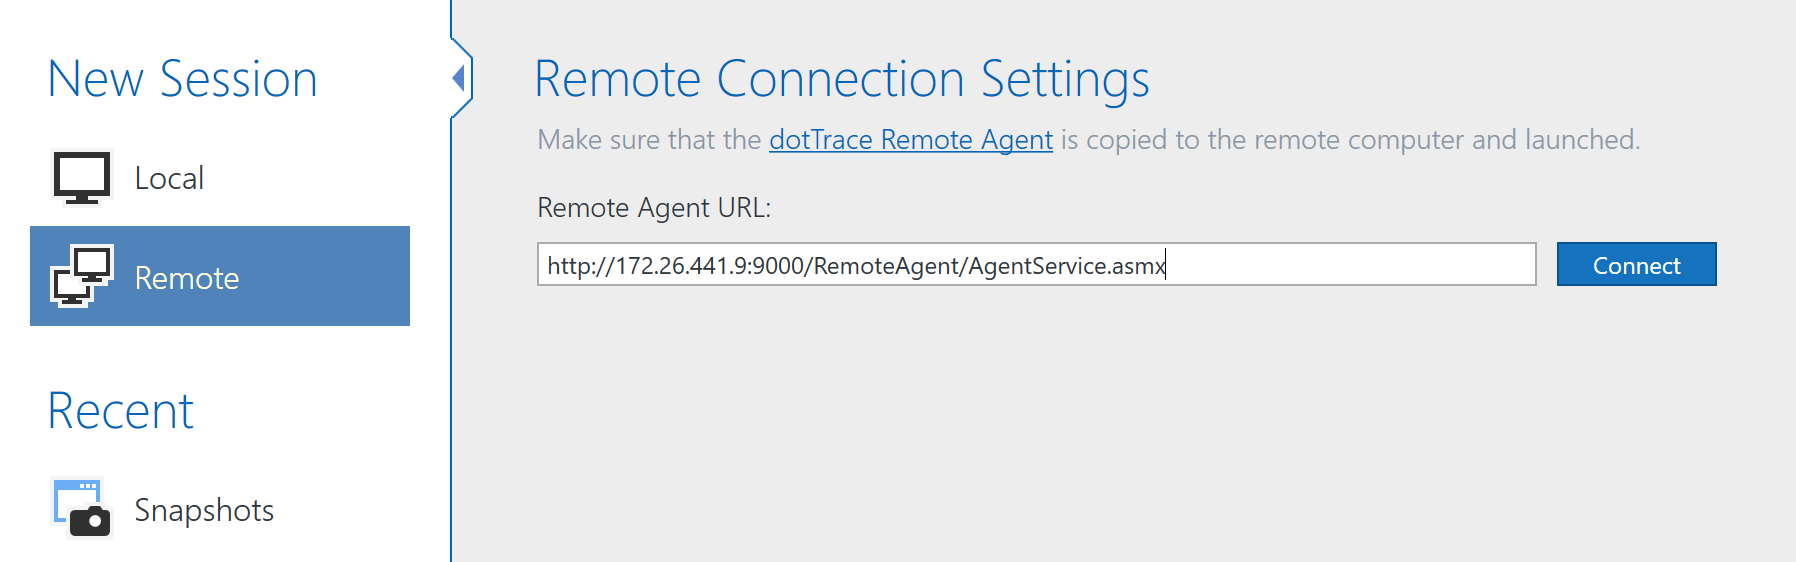 New Session
Local
Remote
Recent
Snapshots
Remote Connection Settings
Make sure that the dotTrace Remote Agent is copied to the remote computer and launched.
Remote Agent URL:
http://172.26.441.9:9000/RemoteAgent/AgentService.asmx
Connect